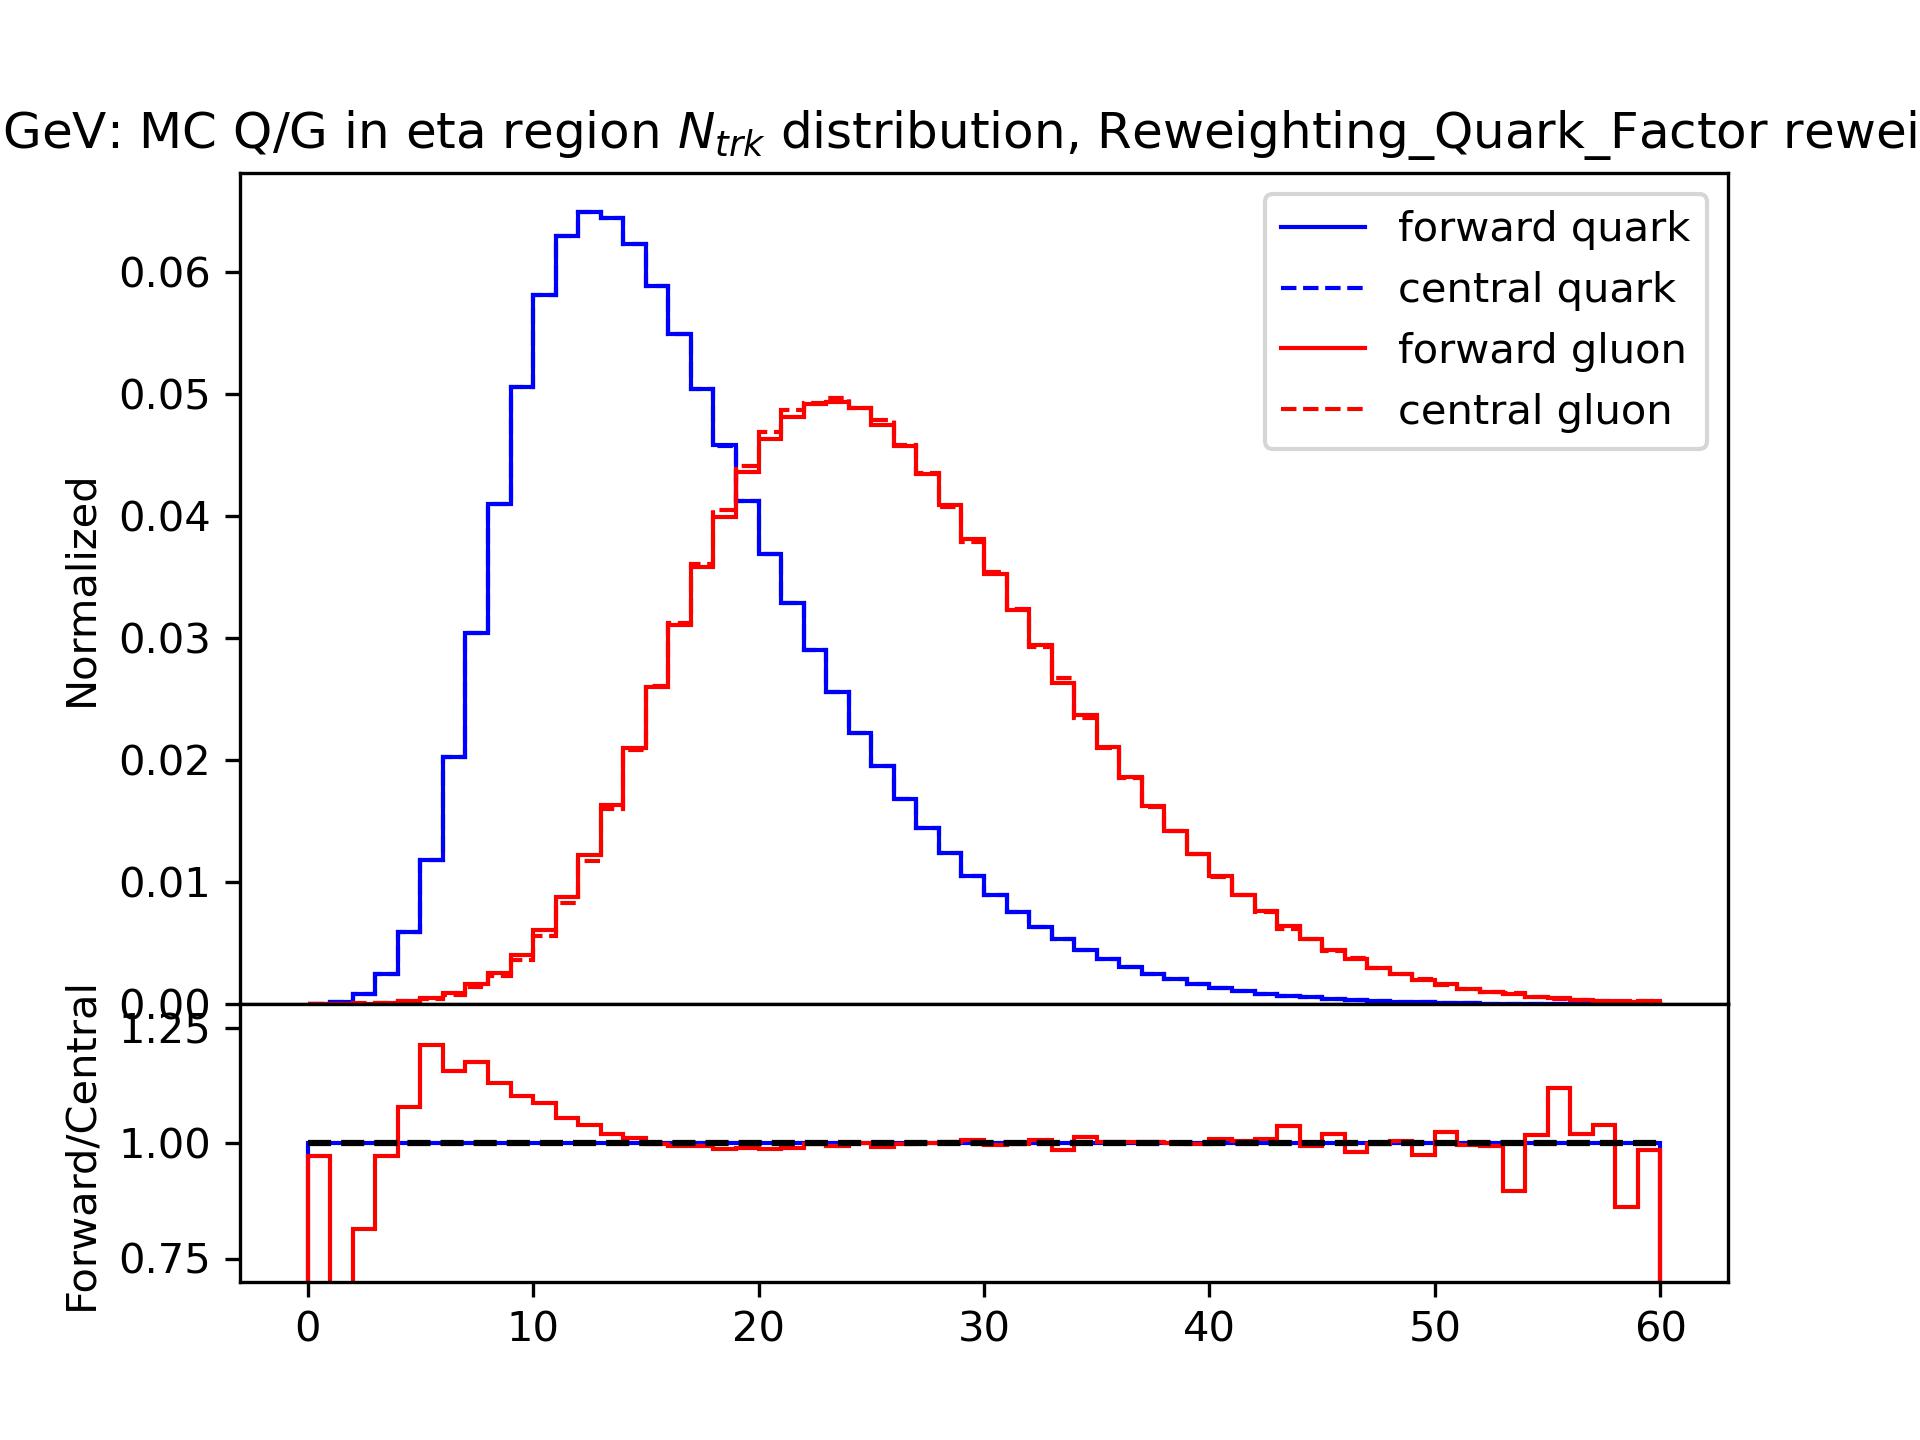 GeV: MC Q/G in eta region N_trk distribution, Reweighting_Quark_Factor rewei
forward quark
central quark
forward gluon
central gluon
Normalized
0.06
0.05
0.04
0.03
0.02
0.01
0.00
Forward/Central
1.25
1.00
0.75
0 10 20 30 40 50 60